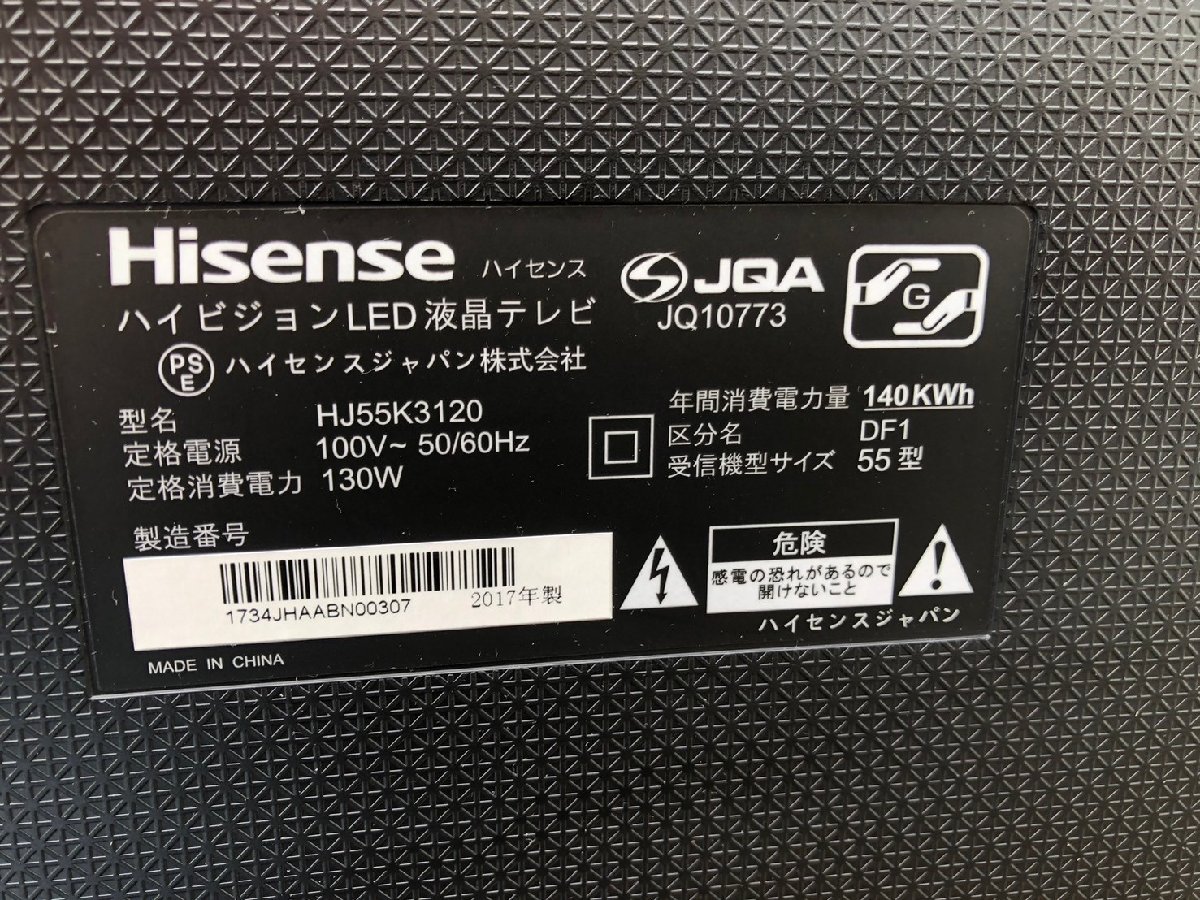 Hisense ハイセンス
ハイビジョンLED 液晶テレビ
PS
E
ハイセンスジャパン株式会社
JQA
JQ10773
G
型名 HJ55K3120
定格電源 100V~ 50/60Hz
定格消費電力 130W
年間消費電力量 140KWh
区分名 DF1
受信機型サイズ 55型
製造番号
1734JHAABN00307 2017年製
MADE IN CHINA
危険
感電の恐れがあるので
開けないこと
ハイセンスジャパン